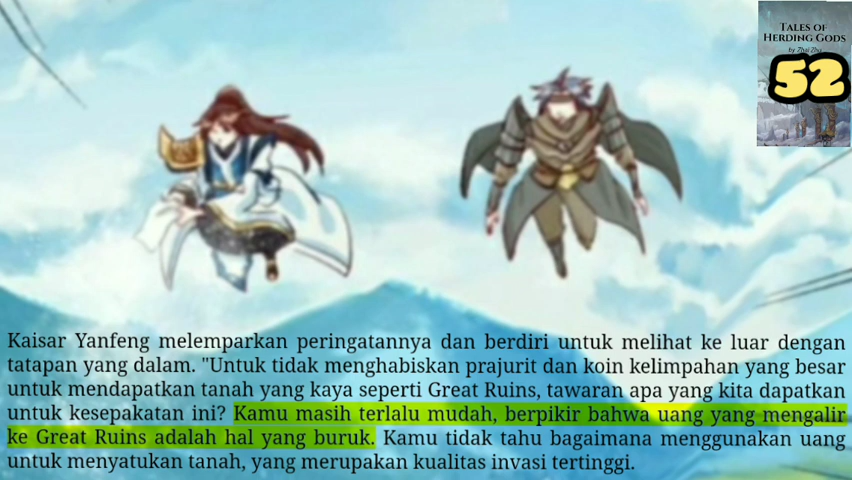 TALES OF
HERDING GODS
by Zhai Zhu
52
Kaisar Yanfeng melemparkan peringatannya dan berdiri untuk melihat ke luar dengan
tatapan yang dalam. "Untuk tidak menghabiskan prajurit dan koin kelimpahan yang besar
untuk mendapatkan tanah yang kaya seperti Great Ruins, tawaran apa yang kita dapatkan
untuk kesepakatan ini? Kamu masih terlalu mudah, berpikir bahwa uang yang mengalir
ke Great Ruins adalah hal yang buruk. Kamu tidak tahu bagaimana menggunakan uang
untuk menyatukan tanah, yang merupakan kualitas invasi tertinggi.